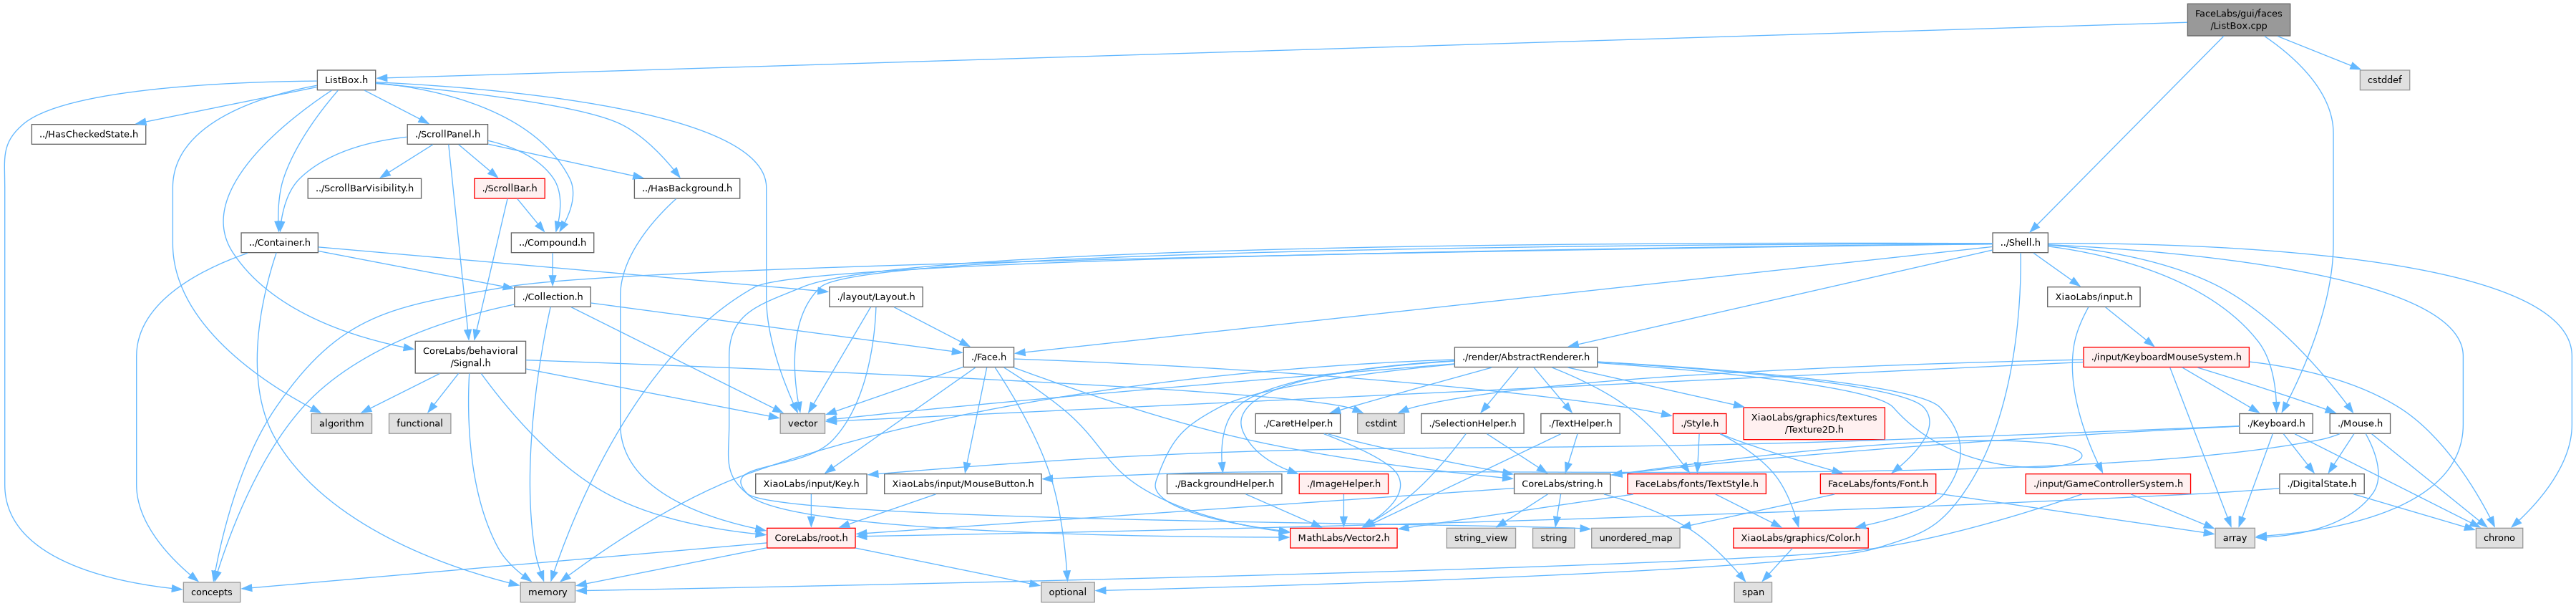 FaceLabs/gui/faces
/ListBox.cpp
ListBox.h
cstddef
../HasCheckedState.h
./ScrollPanel.h
../ScrollBarVisibility.h
./ScrollBar.h
../HasBackground.h
../Container.h
../Compound.h
../Shell.h
./Collection.h
./layout/Layout.h
XiaoLabs/input.h
CoreLabs/behavioral
/Signal.h
./Face.h
./render/AbstractRenderer.h
./input/KeyboardMouseSystem.h
algorithm
functional
vector
cstdint
./CaretHelper.h
./SelectionHelper.h
./TextHelper.h
./Style.h
XiaoLabs/graphics/textures
/Texture2D.h
./Keyboard.h
./Mouse.h
XiaoLabs/input/Key.h
XiaoLabs/input/MouseButton.h
./BackgroundHelper.h
./ImageHelper.h
CoreLabs/string.h
FaceLabs/fonts/TextStyle.h
FaceLabs/fonts/Font.h
./input/GameControllerSystem.h
./DigitalState.h
CoreLabs/root.h
MathLabs/Vector2.h
string_view
string
unordered_map
XiaoLabs/graphics/Color.h
array
chrono
concepts
memory
optional
span